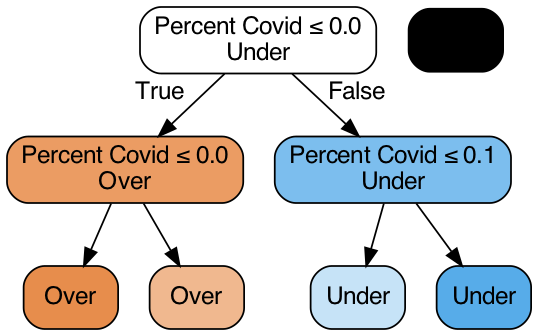 Percent Covid ≤ 0.0
Under
True
False
Percent Covid ≤ 0.0
Over
Percent Covid ≤ 0.1
Under
Over
Over
Under
Under